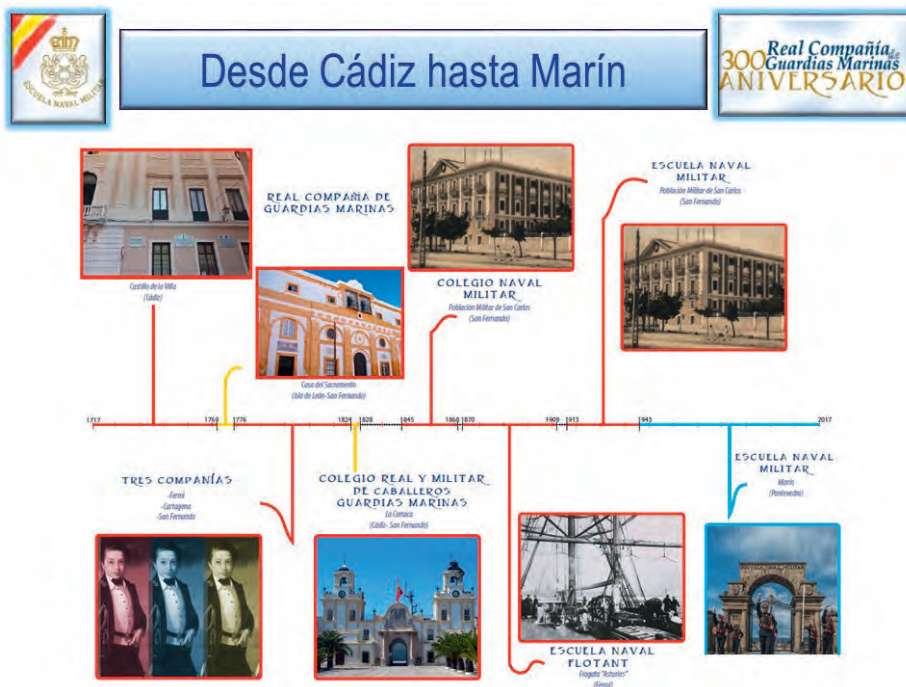 ESCUELA NAVAL MILITAR
Desde Cádiz hasta Marín
300 Real Compañía de
Guardias Marinas
ANIVERSARIO
Castillo de la Villa
(Cádiz)
REAL COMPAÑÍA DE
GUARDIAS MARINAS
Casa del Sacramento
(Isla de León-San Fernando)
COLEGIO NAVAL
MILITAR
Población Militar de San Carlos
(San Fernando)
ESCUELA NAVAL
MILITAR
Población Militar de San Carlos
(San Fernando)
1717 1769 1776 1824 1828 1845 1868 1870 1909 1913 1943 2017
TRES COMPAÑÍAS
-Ferrol
-Cartagena
-San Fernando
COLEGIO REAL Y MILITAR
DE CABALLEROS
GUARDIAS MARINAS
La Carraca
(Cádiz- San Fernando)
ESCUELA NAVAL
FLOTANT
Fragata "Asturias"
(Ferrol)
ESCUELA NAVAL
MILITAR
Marín
(Pontevedra)